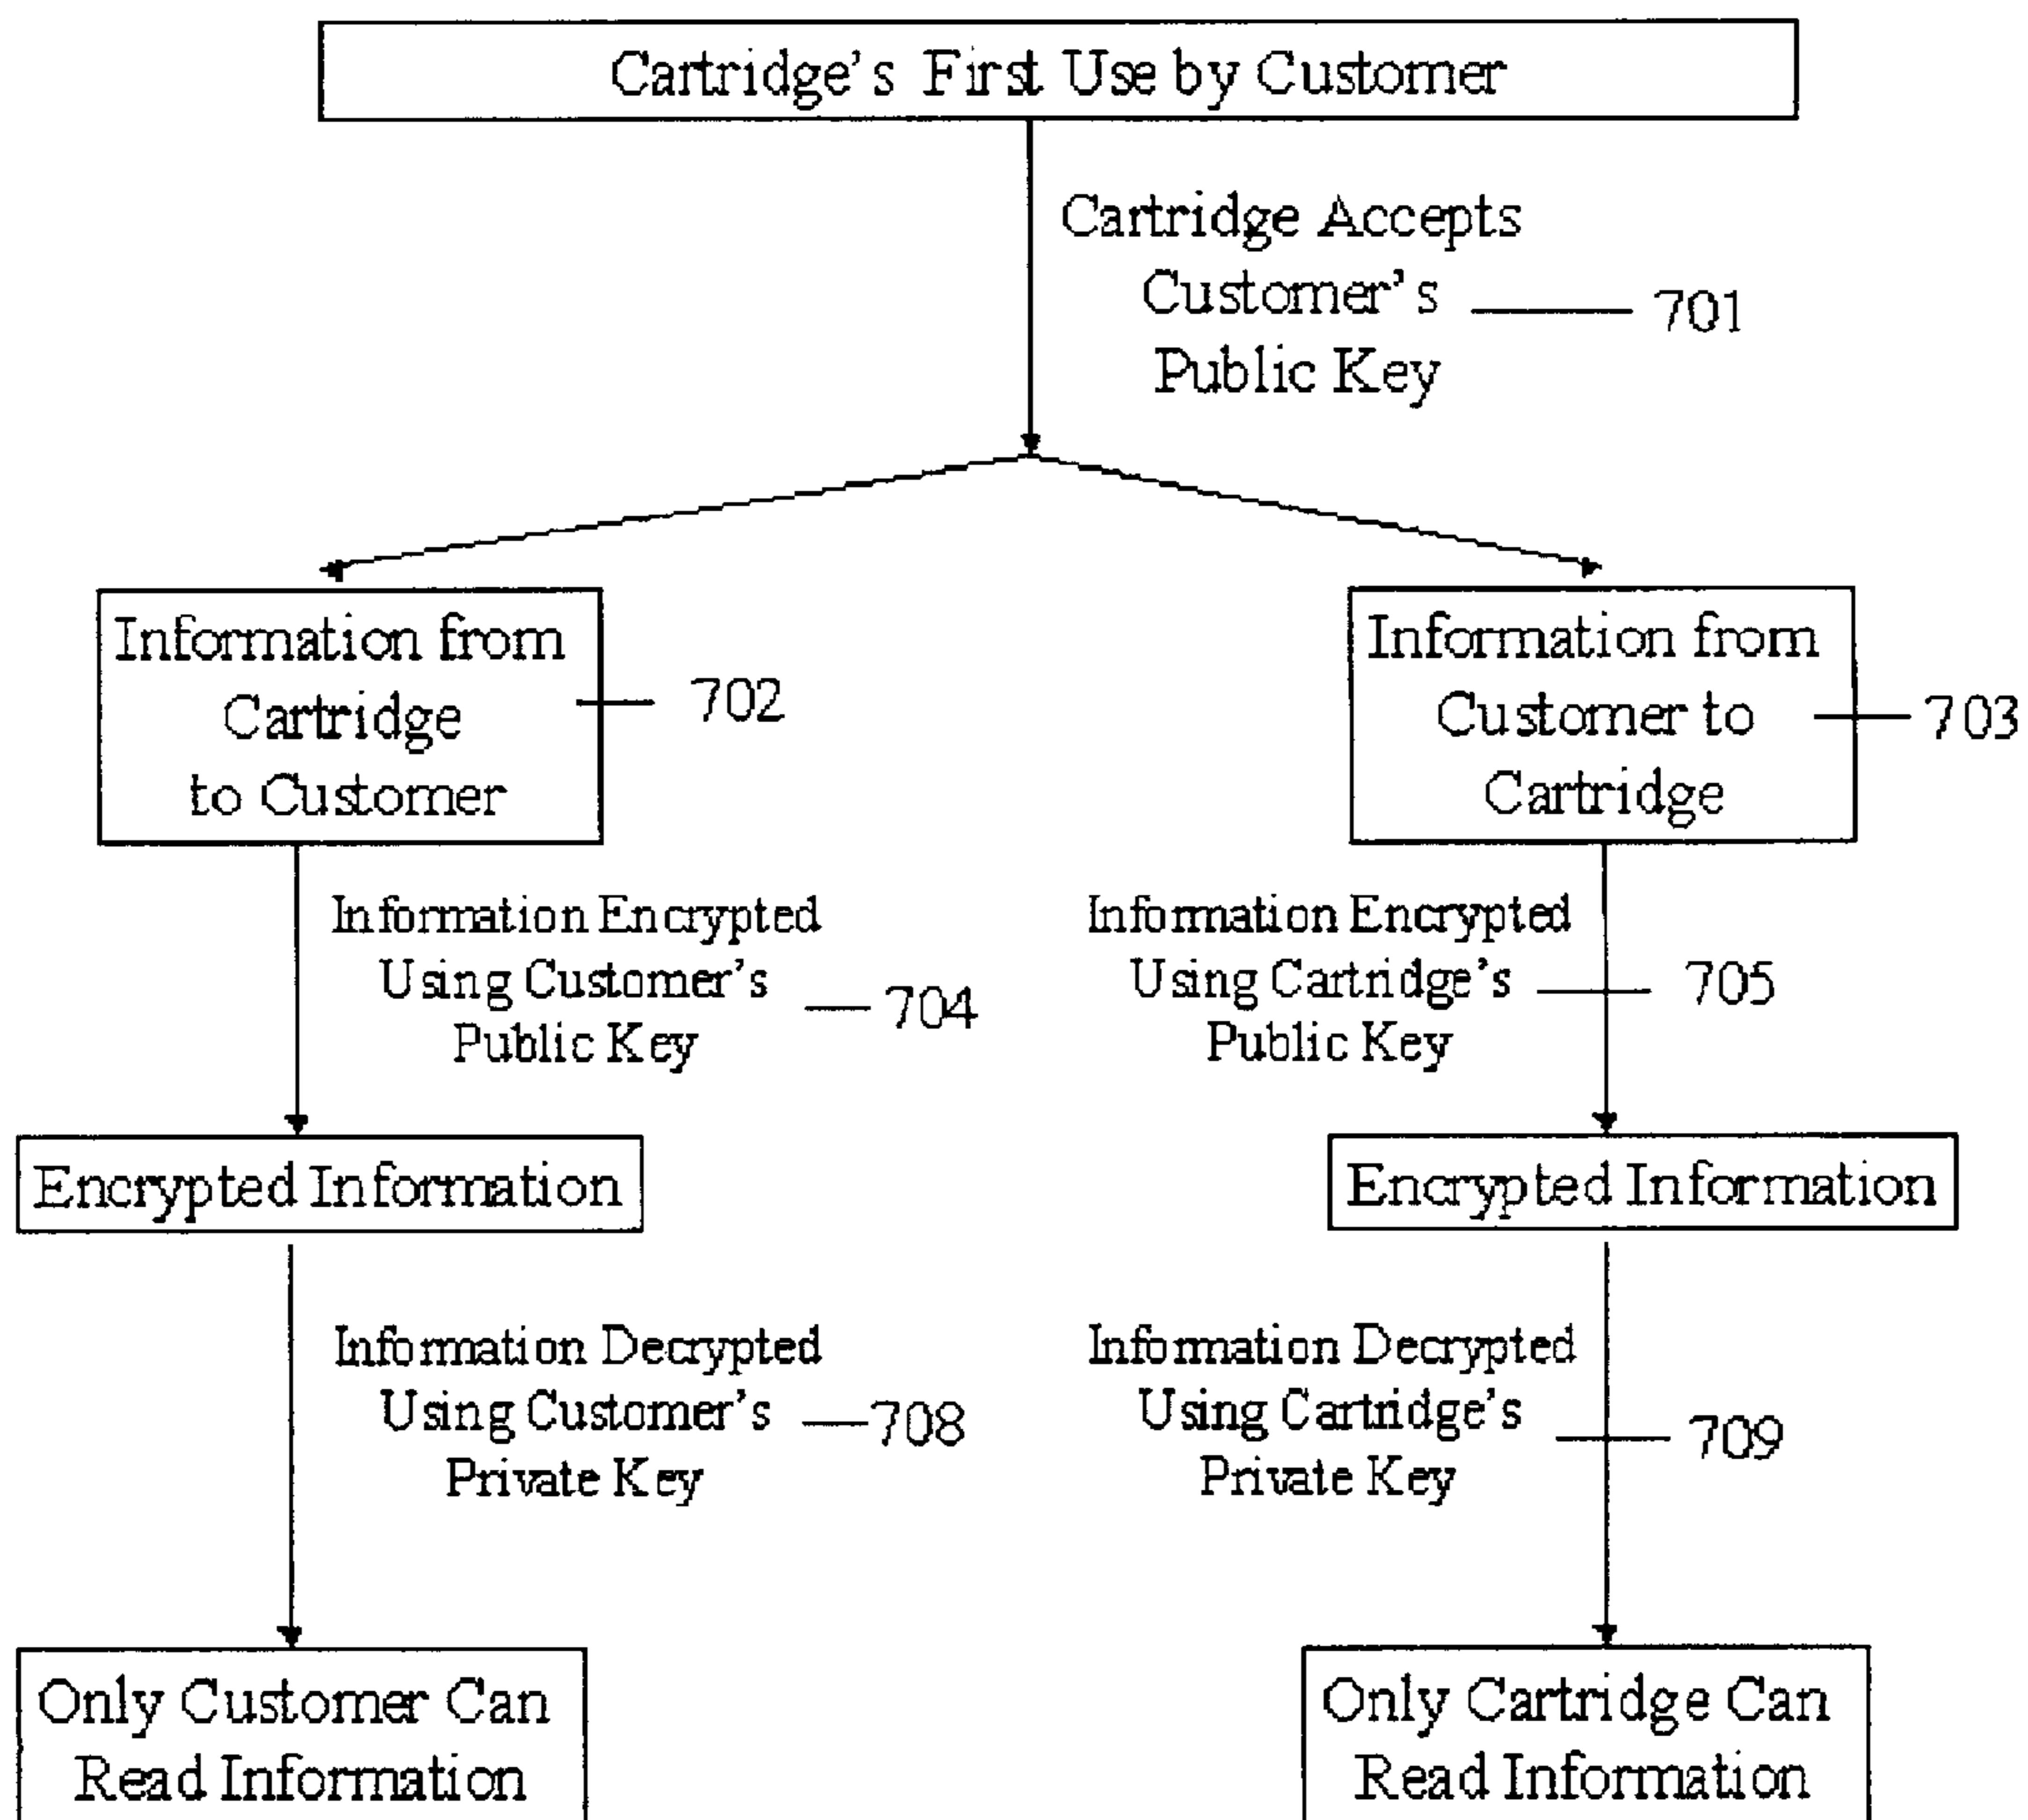 Cartridge's First Use by Customer
Cartridge Accepts
Customer's
Public Key
701
Information from
Cartridge
to Customer
702
Information from
Customer to
Cartridge
703
Information Encrypted
Using Customer's
Public Key
704
Information Encrypted
Using Cartridge's
Public Key
705
Encrypted Information
Encrypted Information
Information Decrypted
Using Customer's
Private Key
708
Information Decrypted
Using Cartridge's
Private Key
709
Only Customer Can
Read Information
Only Cartridge Can
Read Information